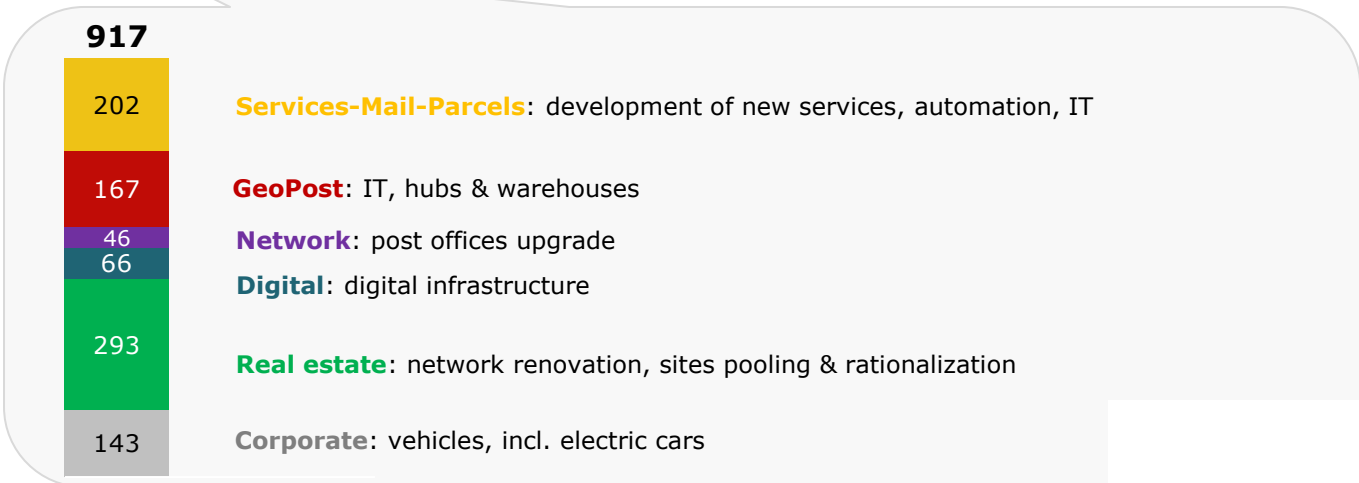 917
202 Services-Mail-Parcels: development of new services, automation, IT
167 GeoPost: IT, hubs & warehouses
46 Network: post offices upgrade
66 Digital: digital infrastructure
293 Real estate: network renovation, sites pooling & rationalization
143 Corporate: vehicles, incl. electric cars